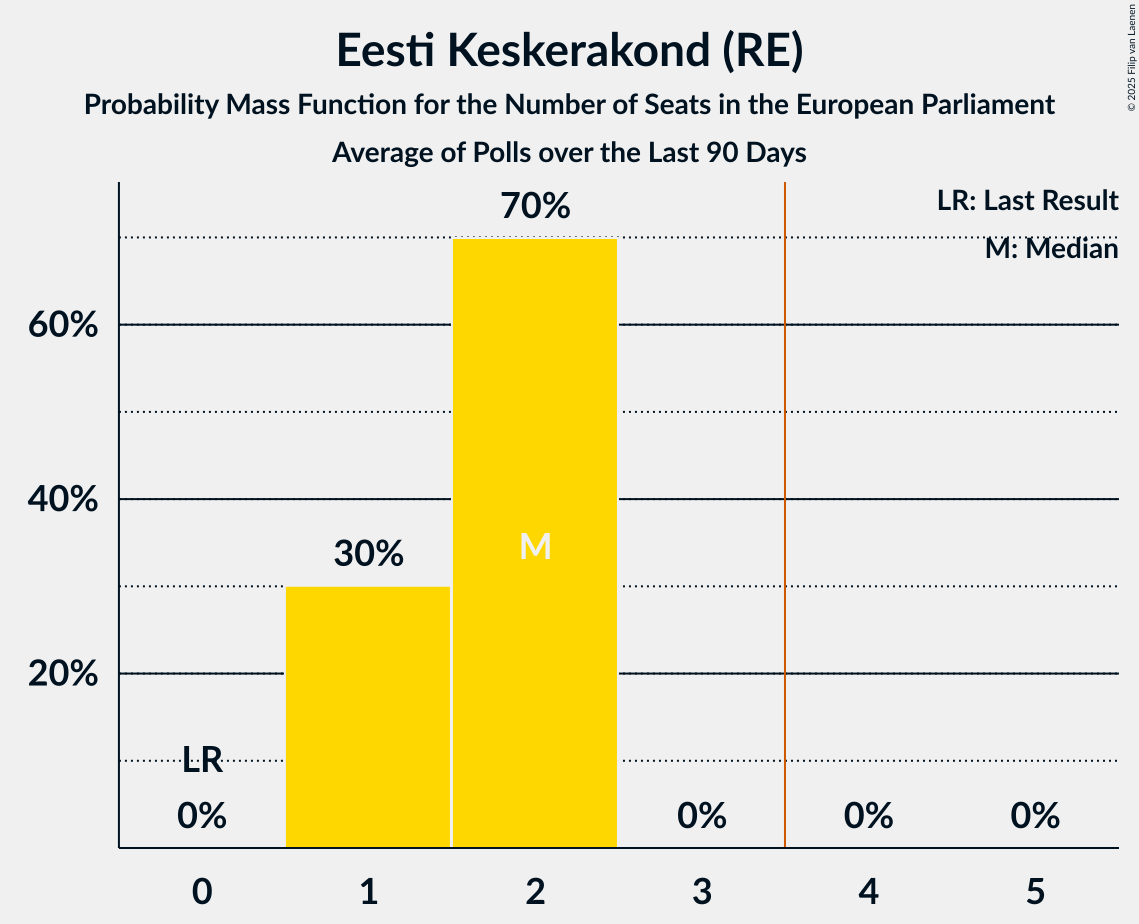 Eesti Keskerakond (RE)
Probability Mass Function for the Number of Seats in the European Parliament
Average of Polls over the Last 90 Days
© 2025 Filip van Laenen
LR: Last Result
M: Median
70%
60%
40%
30%
M
20%
LR
0%
0%
0%
0%
0
1
2
3
4
5